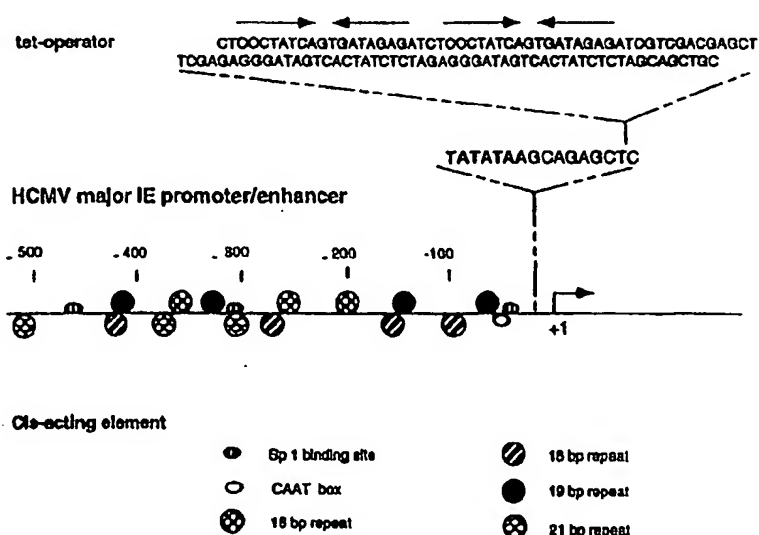 tet-operator
CTCCCTATCAGTGATAGAGATCTCCCTATCAGTGATAGAGATCGTCGACGAGCT
TCGAGAGGGATAGTCACTATCTCTAGAGGGATAGTCACTATCTCTAGCAGCTGC
TATATAAGCAGAGCTC
HCMV major IE promoter/enhancer
- 500 - 400 - 300 - 200 -100
+1
Cis-acting element
Sp 1 binding site
CAAT box
16 bp repeat
18 bp repeat
19 bp repeat
21 bp repeat